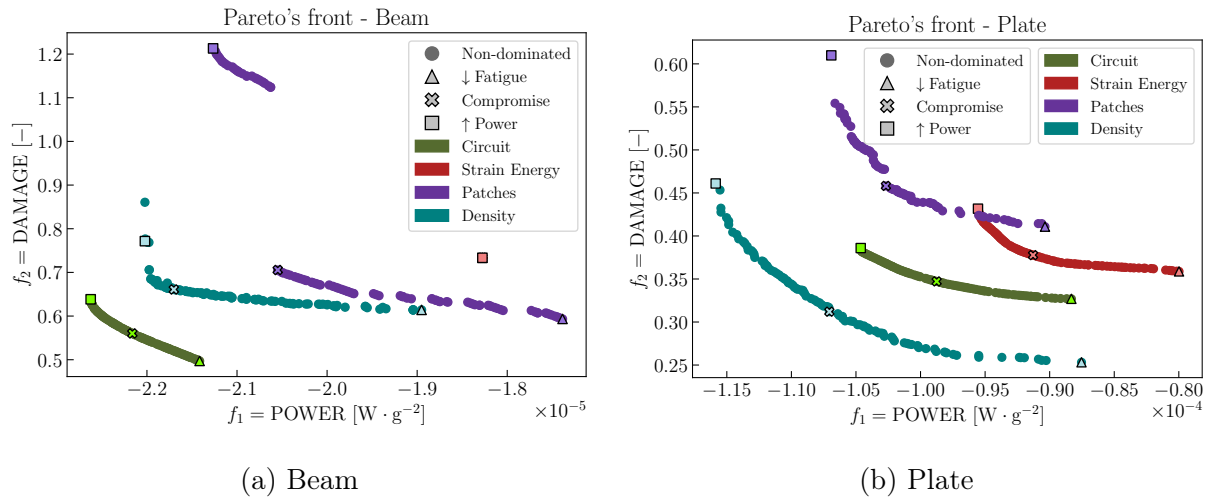 Pareto's front - Beam
f₂ = DAMAGE [−]
1.2
1.1
1.0
0.9
0.8
0.7
0.6
0.5
Non-dominated
↓ Fatigue
Compromise
↑ Power
Circuit
Strain Energy
Patches
Density
−2.2 −2.1 −2.0 −1.9 −1.8
×10⁻⁵
f₁ = POWER [W · g⁻²]
(a) Beam
Pareto's front - Plate
f₂ = DAMAGE [−]
0.60
0.55
0.50
0.45
0.40
0.35
0.30
0.25
Non-dominated
↓ Fatigue
Compromise
↑ Power
Circuit
Strain Energy
Patches
Density
−1.15 −1.10 −1.05 −1.00 −0.95 −0.90 −0.85 −0.80
×10⁻⁴
f₁ = POWER [W · g⁻²]
(b) Plate